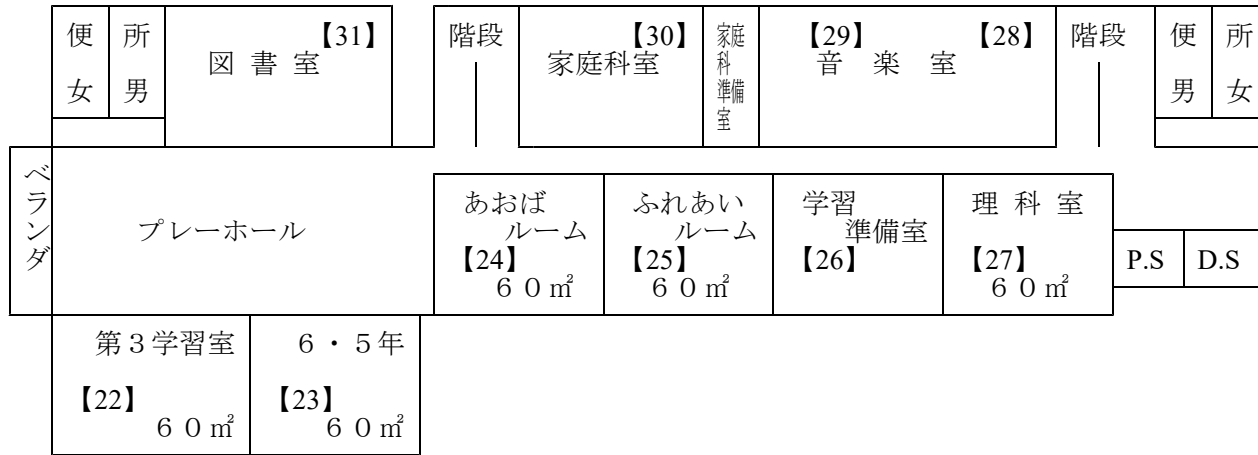 便所
女男
図書室
【31】
階段
家庭科室
【30】
家庭科準備室
【29】
【28】
音楽室
階段
便所
男女
ベランダ
プレーホール
あおば
ルーム
【24】
60㎡
ふれあい
ルーム
【25】
60㎡
学習
準備室
【26】
理科室
【27】
60㎡
P.S
D.S
第3学習室
【22】
60㎡
6・5年
【23】
60㎡